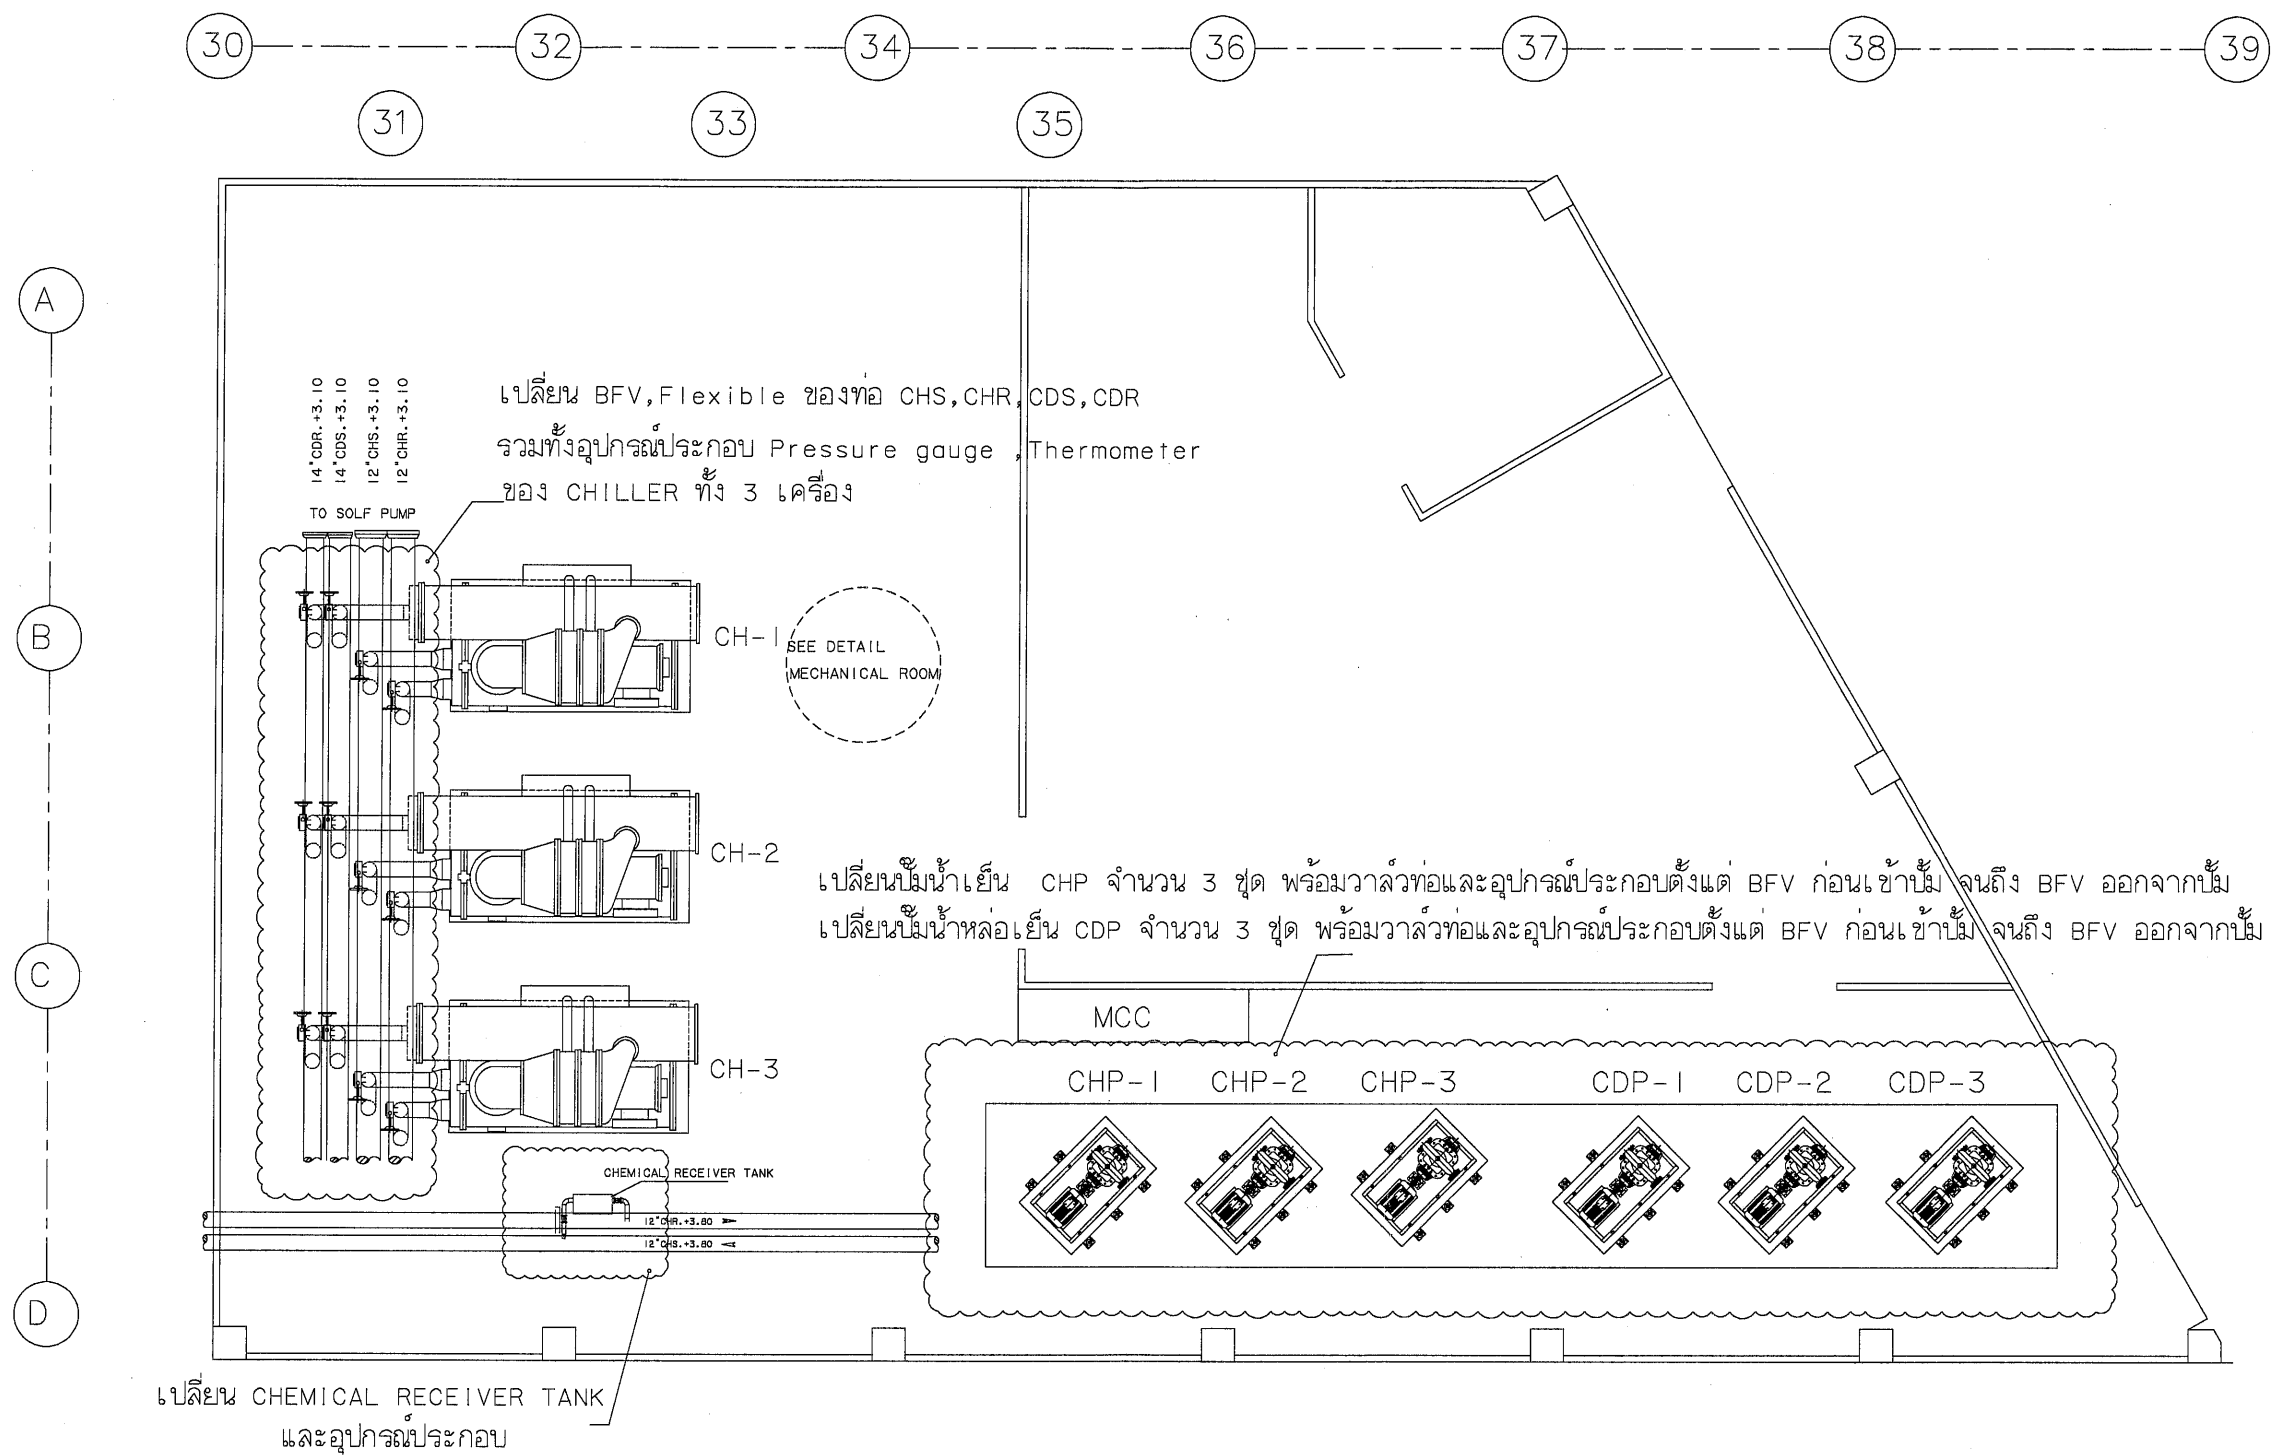 30
32
34
36
37
38
39
31
33
35
A
B
C
D
14"CDR.+3.10
14"CDS.+3.10
12"CHS.+3.10
12"CHR.+3.10
TO SOLF PUMP
เปลี่ยน BFV,Flexible ของท่อ CHS,CHR,CDS,CDR
รวมทั้งอุปกรณ์ประกอบ Pressure gauge ,Thermometer
ของ CHILLER ทั้ง 3 เครื่อง
CH-1
SEE DETAIL
MECHANICAL ROOM
CH-2
เปลี่ยนปั๊มน้ำเย็น CHP จำนวน 3 ชุด พร้อมวาล์วท่อและอุปกรณ์ประกอบตั้งแต่ BFV ก่อนเข้าปั๊ม จนถึง BFV ออกจากปั๊ม
เปลี่ยนปั๊มน้ำหล่อเย็น CDP จำนวน 3 ชุด พร้อมวาล์วท่อและอุปกรณ์ประกอบตั้งแต่ BFV ก่อนเข้าปั๊ม จนถึง BFV ออกจากปั๊ม
MCC
CH-3
CHP-1
CHP-2
CHP-3
CDP-1
CDP-2
CDP-3
CHEMICAL RECEIVER TANK
12"CHR.+3.80
12"CHS.+3.80
เปลี่ยน CHEMICAL RECEIVER TANK
และอุปกรณ์ประกอบ